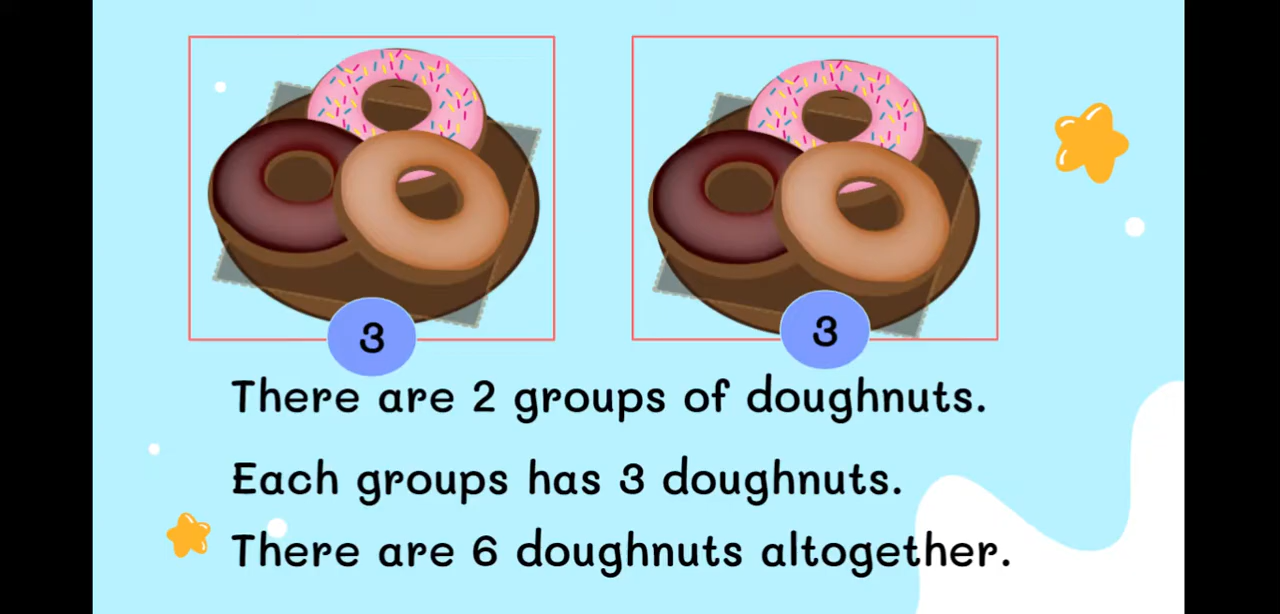 3
3
There are 2 groups of doughnuts.
Each groups has 3 doughnuts.
There are 6 doughnuts altogether.